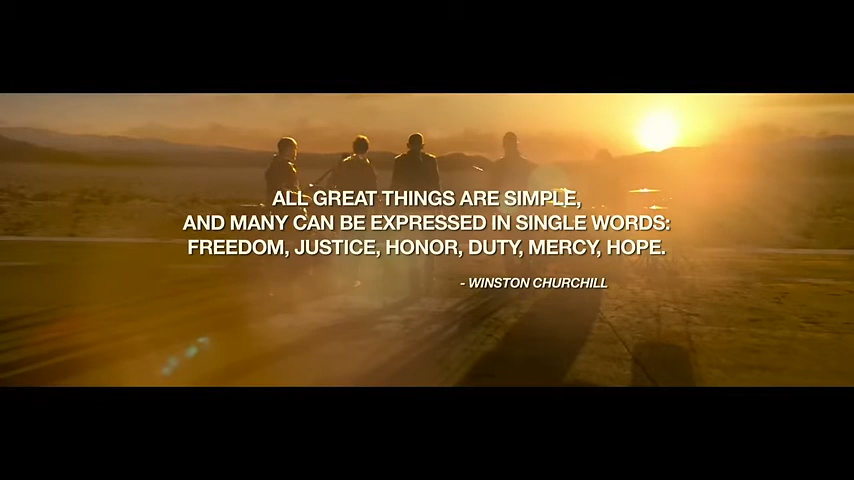 ALL GREAT THINGS ARE SIMPLE,
AND MANY CAN BE EXPRESSED IN SINGLE WORDS:
FREEDOM, JUSTICE, HONOR, DUTY, MERCY, HOPE.
- WINSTON CHURCHILL